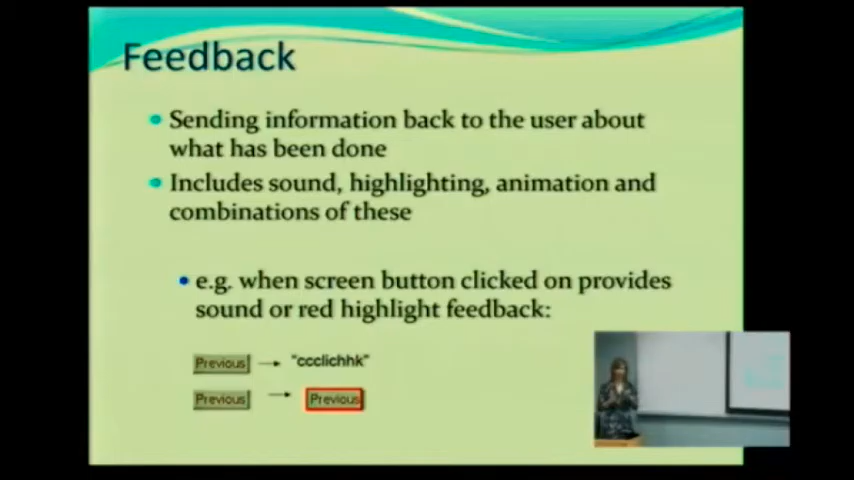 Feedback
Sending information back to the user about
what has been done
Includes sound, highlighting, animation and
combinations of these
e.g. when screen button clicked on provides
sound or red highlight feedback:
Previous → "ccclichhk"
Previous → Previous